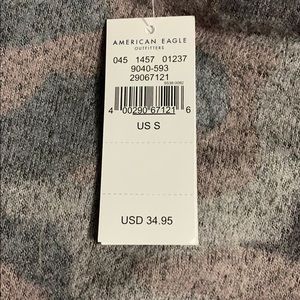 AMERICAN EAGLE
OUTFITTERS
045 1457 01237
9040-593
29067121
4 00290 67121 6
US S
USD 34.95